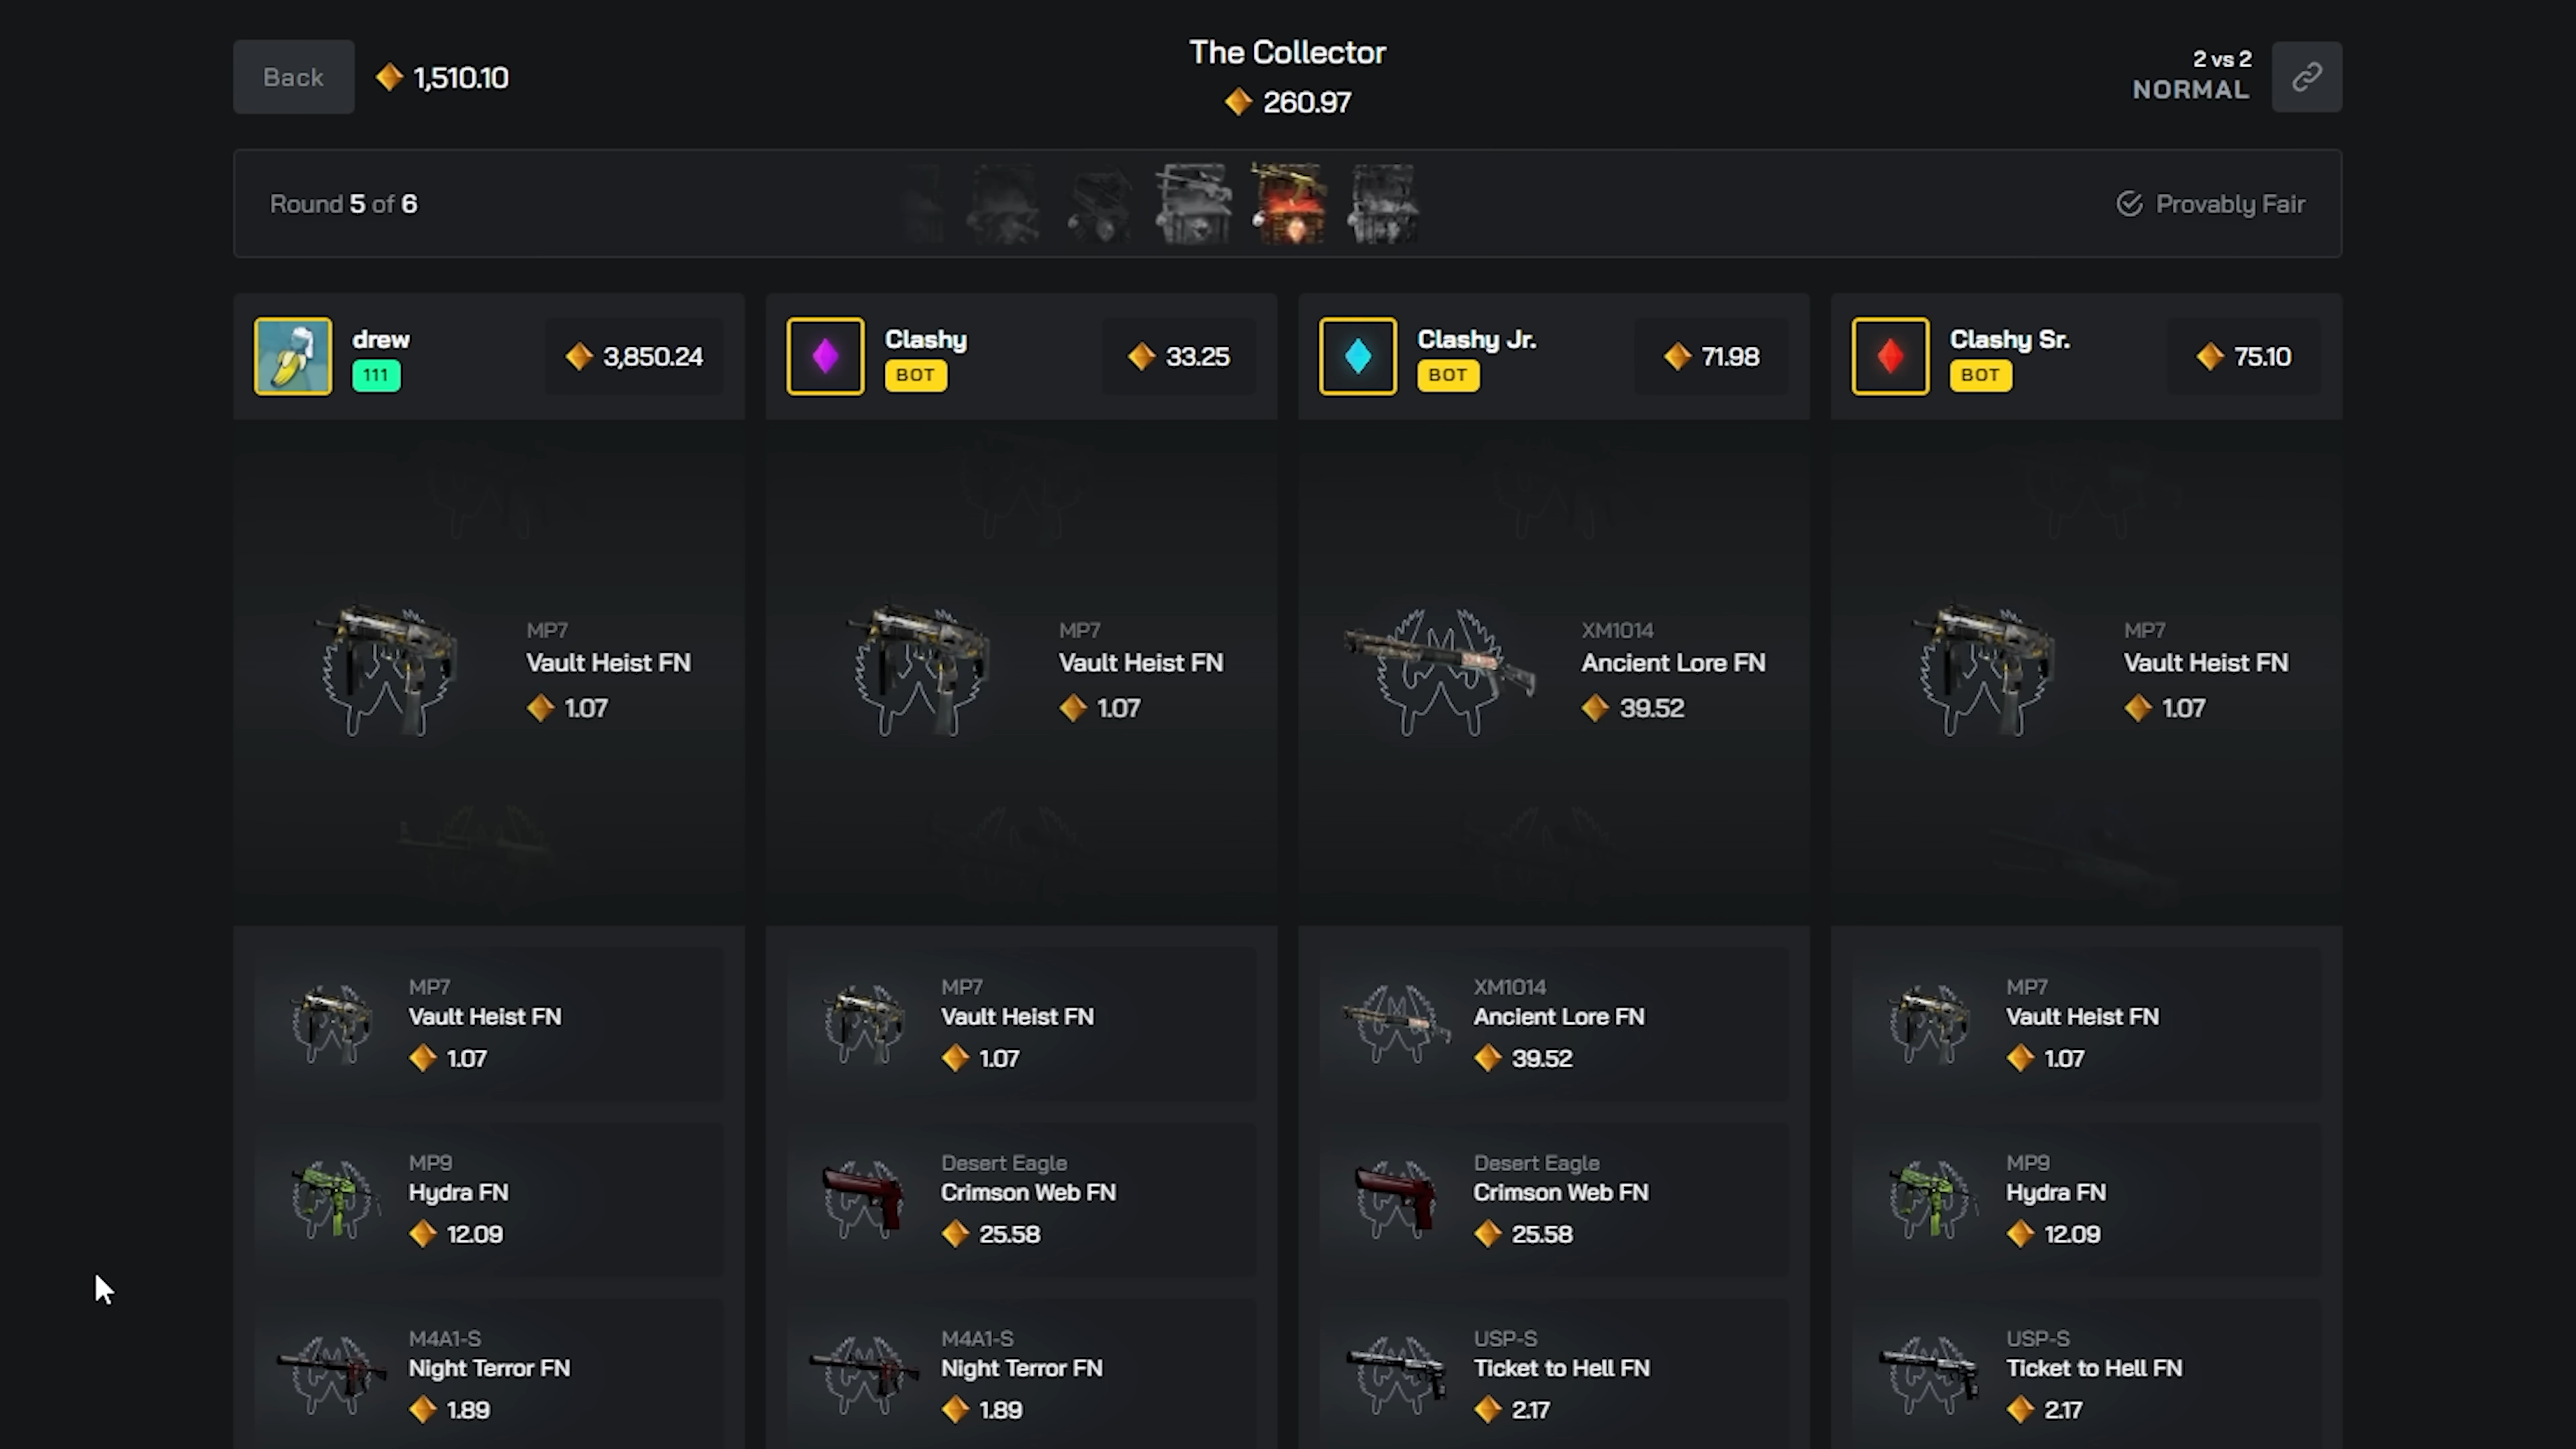 Back
1,510.10
The Collector
260.97
2 vs 2
NORMAL
Round 5 of 6
Provably Fair
drew
111
3,850.24
Clashy
BOT
33.25
Clashy Jr.
BOT
71.98
Clashy Sr.
BOT
75.10
MP7
Vault Heist FN
1.07
MP7
Vault Heist FN
1.07
XM1014
Ancient Lore FN
39.52
MP7
Vault Heist FN
1.07
MP7
Vault Heist FN
1.07
MP7
Vault Heist FN
1.07
XM1014
Ancient Lore FN
39.52
MP7
Vault Heist FN
1.07
MP9
Hydra FN
12.09
Desert Eagle
Crimson Web FN
25.58
Desert Eagle
Crimson Web FN
25.58
MP9
Hydra FN
12.09
M4A1-S
Night Terror FN
1.89
M4A1-S
Night Terror FN
1.89
USP-S
Ticket to Hell FN
2.17
USP-S
Ticket to Hell FN
2.17